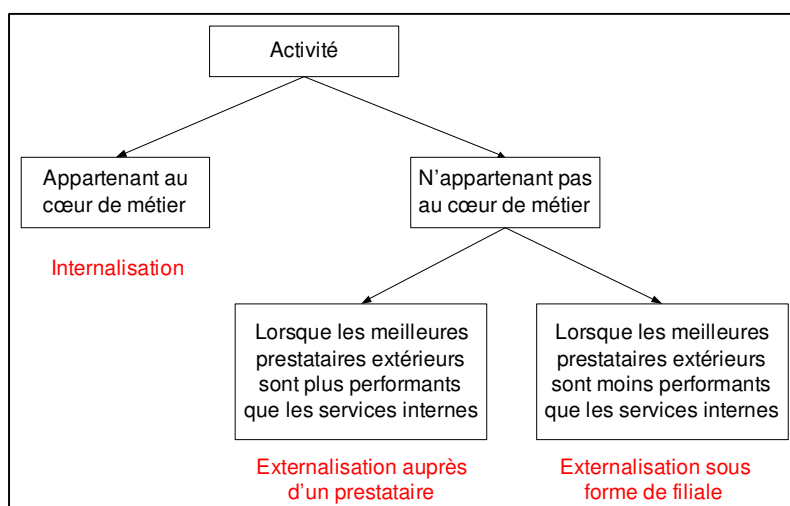 Activité
Appartenant au
cœur de métier
N'appartenant pas
au cœur de métier
Internalisation
Lorsque les meilleures
prestataires extérieurs
sont plus performants
que les services internes
Lorsque les meilleures
prestataires extérieurs
sont moins performants
que les services internes
Externalisation auprès
d'un prestataire
Externalisation sous
forme de filiale